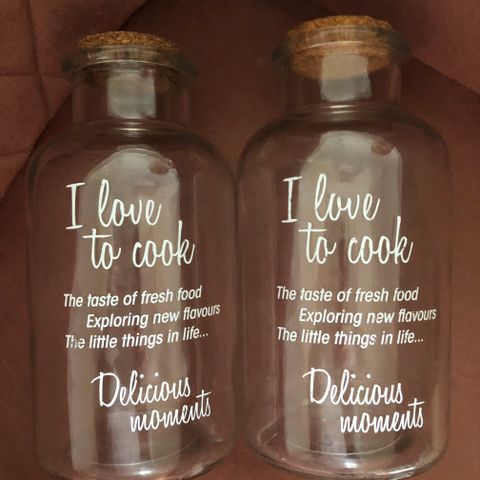 I love
to cook
The taste of fresh food
Exploring new flavours
The little things in life...
Delicious
moments
I love
to cook
The taste of fresh food
Exploring new flavours
The little things in life...
Delicious
moments